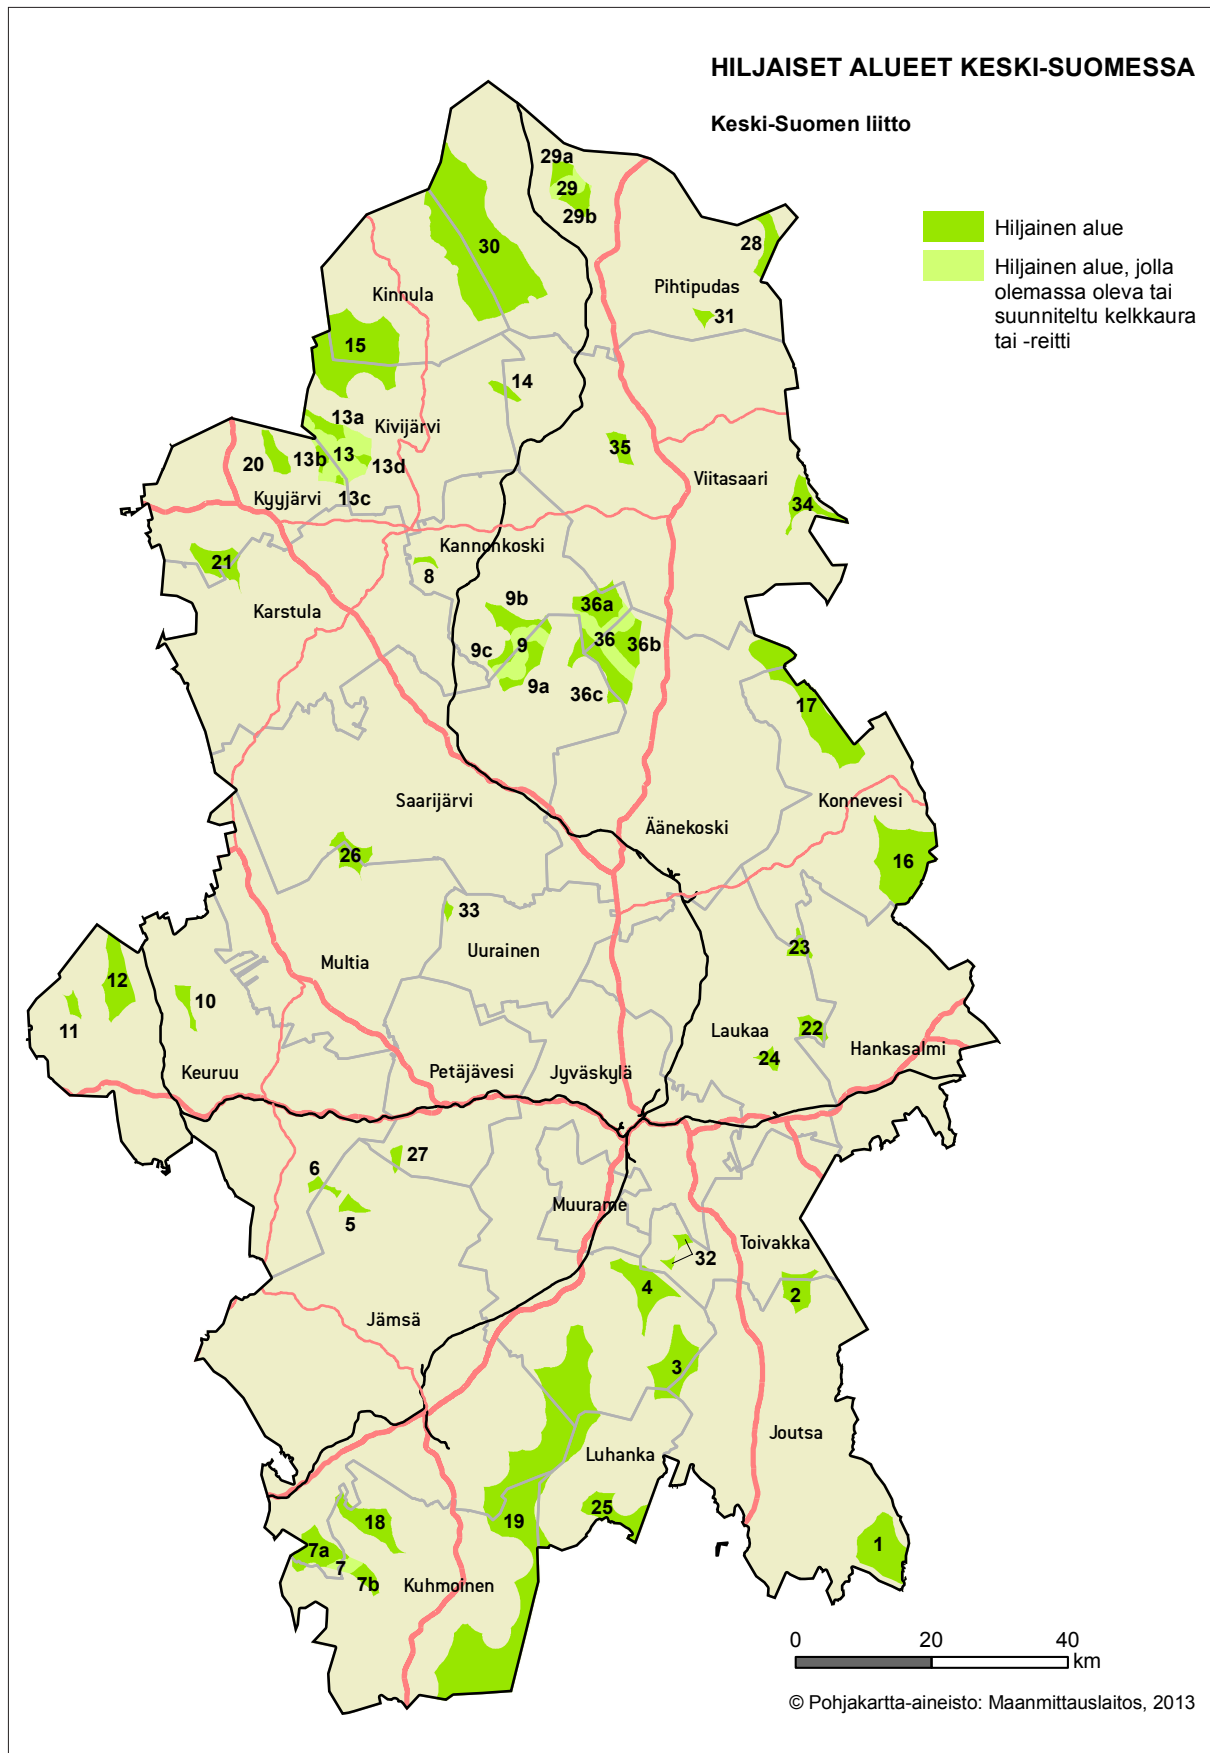 HILJAISET ALUEET KESKI-SUOMESSA
Keski-Suomen liitto
Hiljainen alue
Hiljainen alue, jolla
olemassa oleva tai
suunniteltu kelkkaura
tai -reitti
29a
29
29b
28
30
Pihtipudas
Kinnula
31
15
14
13a
Kivijärvi
13b
13
13d
20
13c
Kyyjärvi
35
Viitasaari
34
Kannonkoski
21
8
Karstula
9b
36a
9
36
36b
9c
9a
36c
17
Saarijärvi
Konnevesi
Äänekoski
26
16
33
Uurainen
23
Multia
12
10
11
Laukaa
22
24
Hankasalmi
Keuruu
Petäjävesi
Jyväskylä
27
6
5
Muurame
Toivakka
32
4
2
Jämsä
3
Joutsa
Luhanka
25
19
18
7a
7
7b
Kuhmoinen
1
0 20 40
km
© Pohjakartta-aineisto: Maanmittauslaitos, 2013